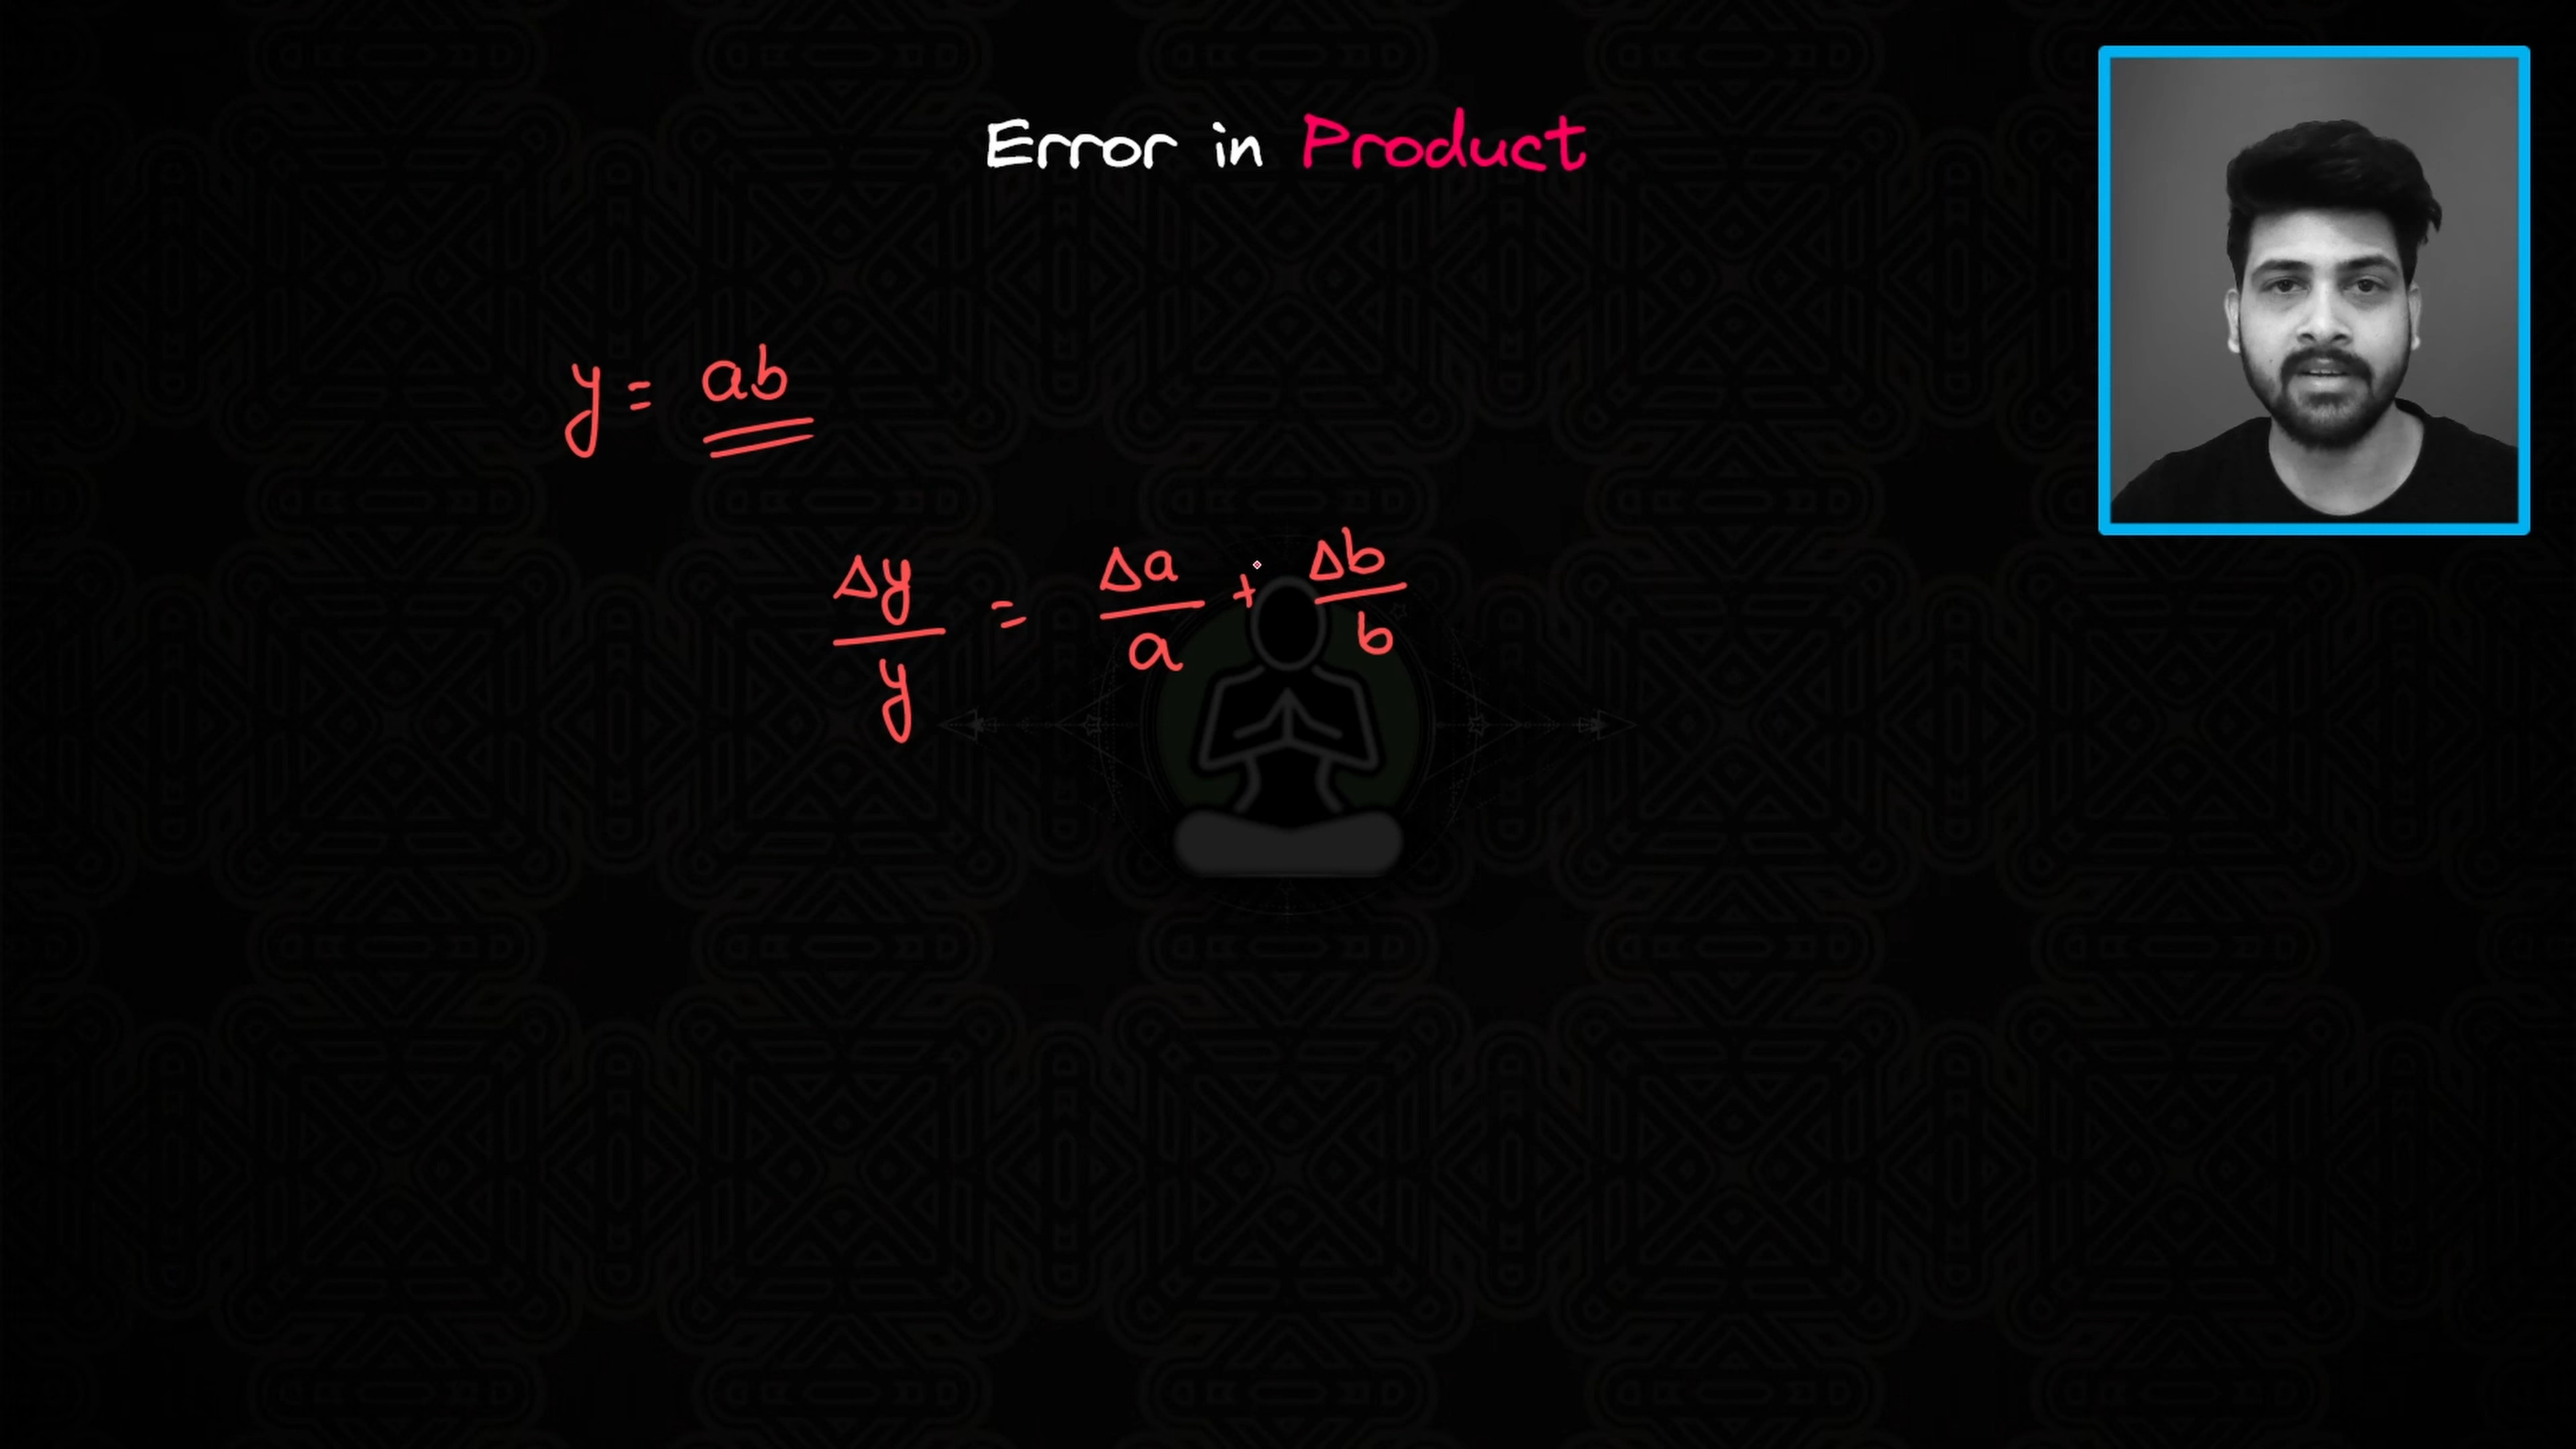 Error in Product
y = ab
Δy/y = Δa/a + Δb/b